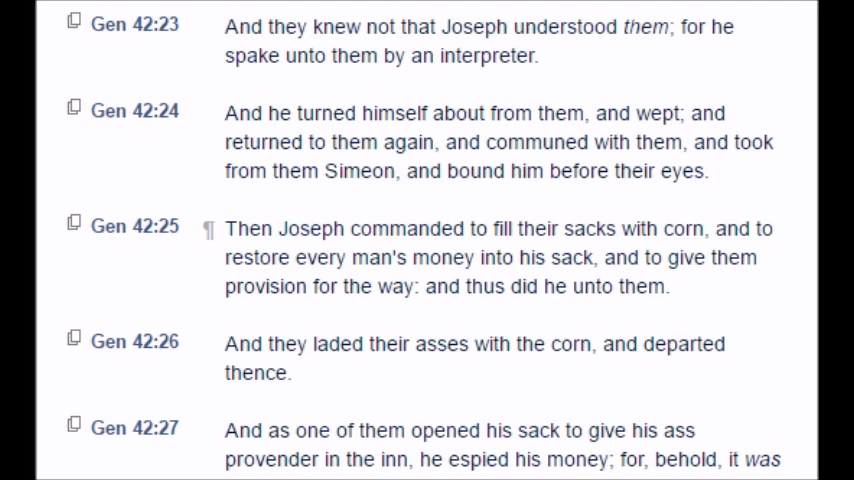 Gen 42:23 And they knew not that Joseph understood them; for he
spake unto them by an interpreter.
Gen 42:24 And he turned himself about from them, and wept; and
returned to them again, and communed with them, and took
from them Simeon, and bound him before their eyes.
Gen 42:25 ¶ Then Joseph commanded to fill their sacks with corn, and to
restore every man's money into his sack, and to give them
provision for the way: and thus did he unto them.
Gen 42:26 And they laded their asses with the corn, and departed
thence.
Gen 42:27 And as one of them opened his sack to give his ass
provender in the inn, he espied his money; for, behold, it was